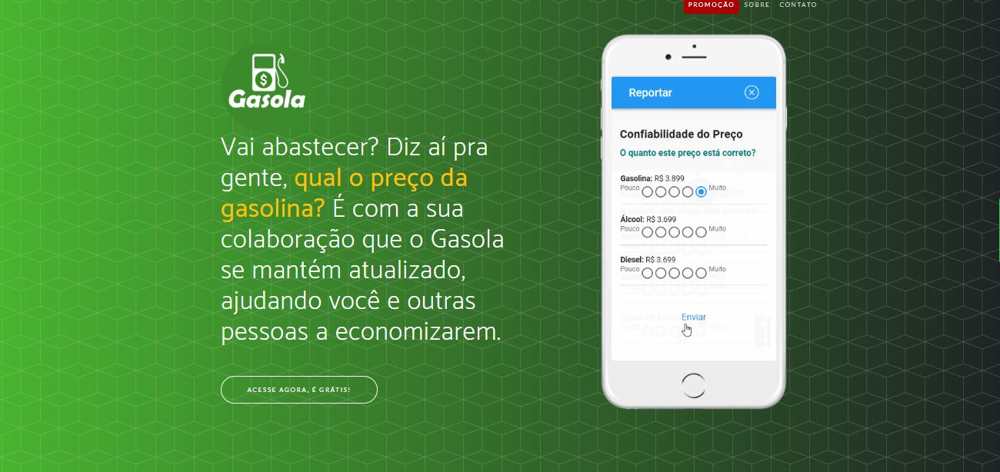 PROMOÇÃO SOBRE CONTATO
$
Gasola
Vai abastecer? Diz aí pra
gente, qual o preço da
gasolina? É com a sua
colaboração que o Gasola
se mantém atualizado,
ajudando você e outras
pessoas a economizarem.
ACESSE AGORA, É GRÁTIS!
Reportar
Confiabilidade do Preço
O quanto este preço está correto?
Gasolina: R$ 3.899
Pouco Muito
Álcool: R$ 3.699
Pouco Muito
Diesel: R$ 3.699
Pouco Muito
Enviar